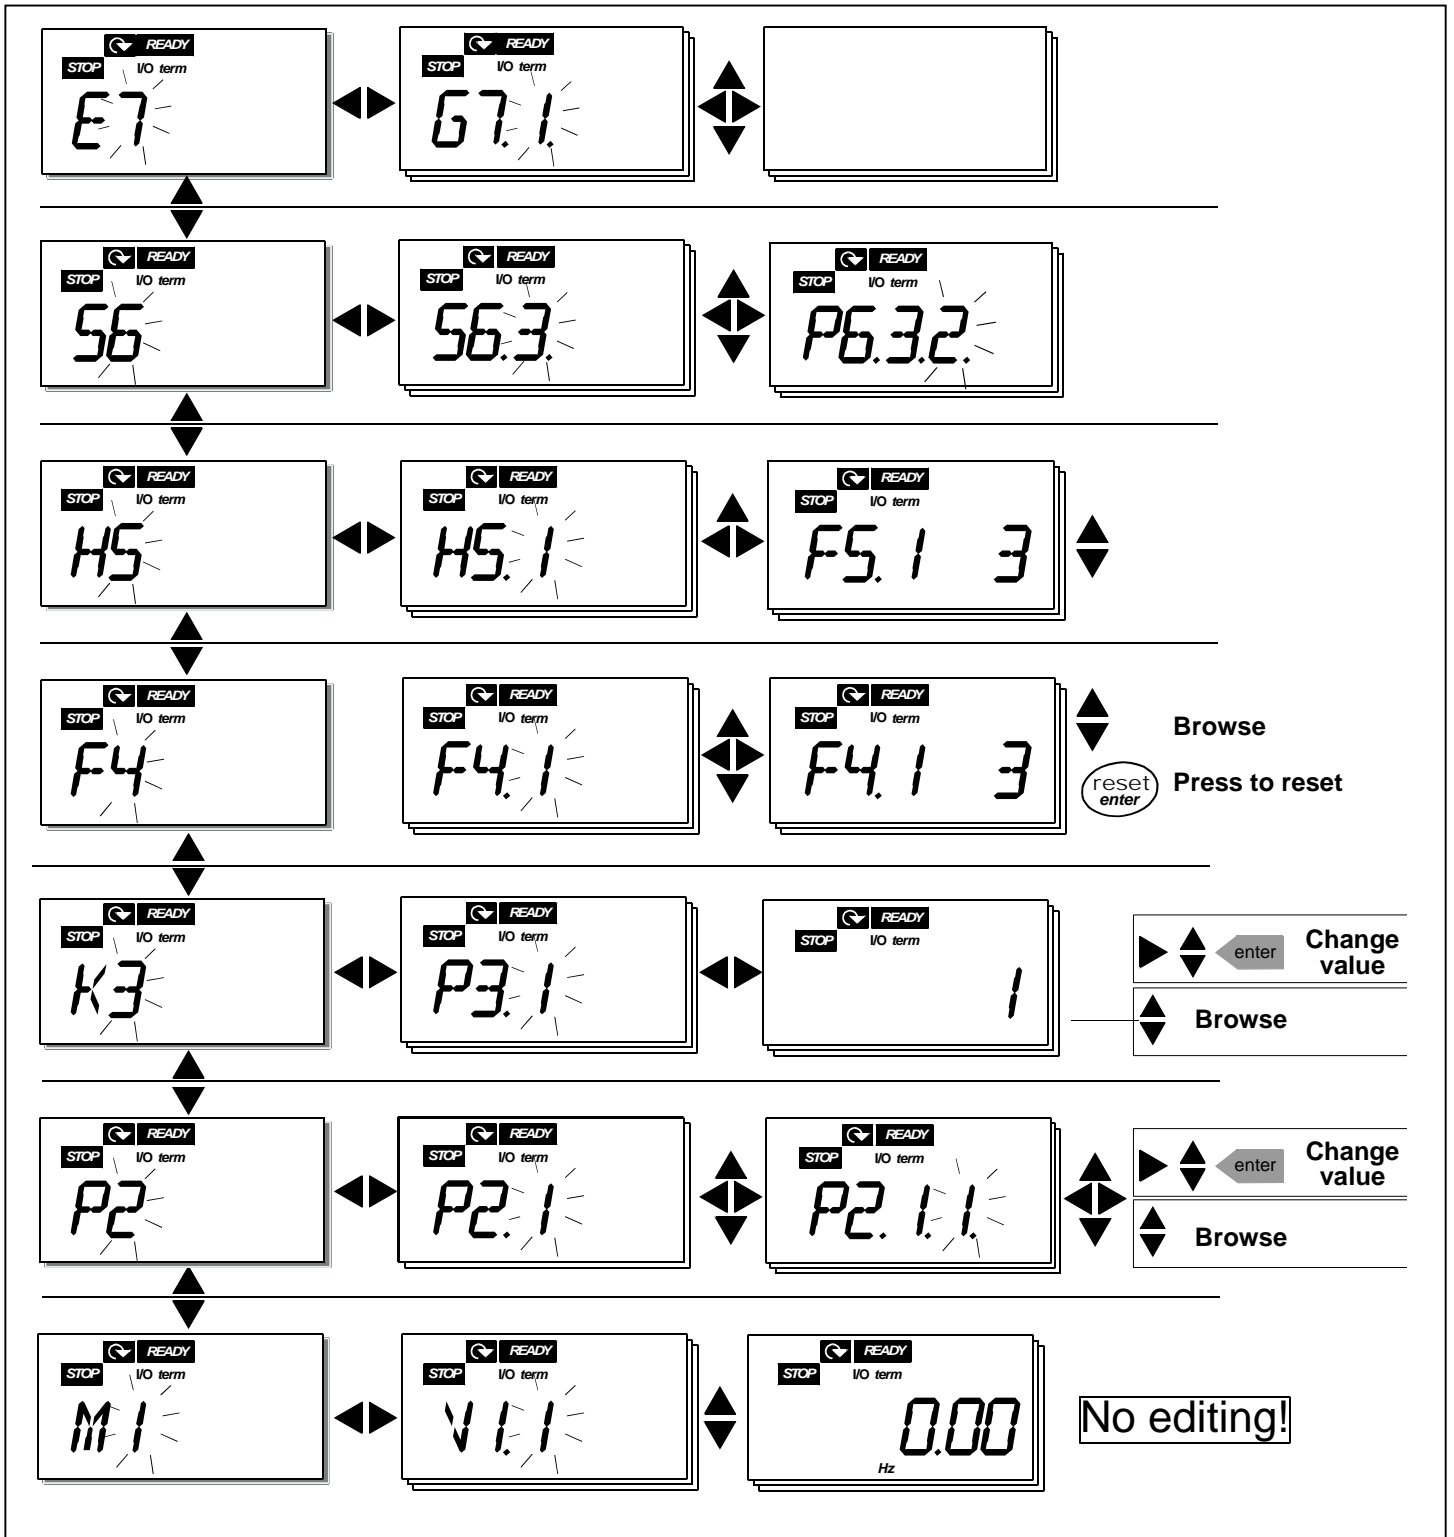 READY READY
STOP I/O term STOP I/O term
E7 G7.1.
READY READY READY
STOP I/O term STOP I/O term STOP I/O term
S6 S6.3. P6.3.2.
READY READY READY
STOP I/O term STOP I/O term STOP I/O term
H5 H5.1 F5.1 3
READY READY READY
STOP I/O term STOP I/O term STOP I/O term
F4 F4.1 F4.1 3
Browse
reset
enter
Press to reset
READY READY READY
STOP I/O term STOP I/O term STOP I/O term
K3 P3.1 1
enter Change
value
Browse
READY READY READY
STOP I/O term STOP I/O term STOP I/O term
P2 P2.1 P2.1.1.
enter Change
value
Browse
READY READY READY
STOP I/O term STOP I/O term STOP I/O term
M1 V1.1 0.00
Hz
No editing!